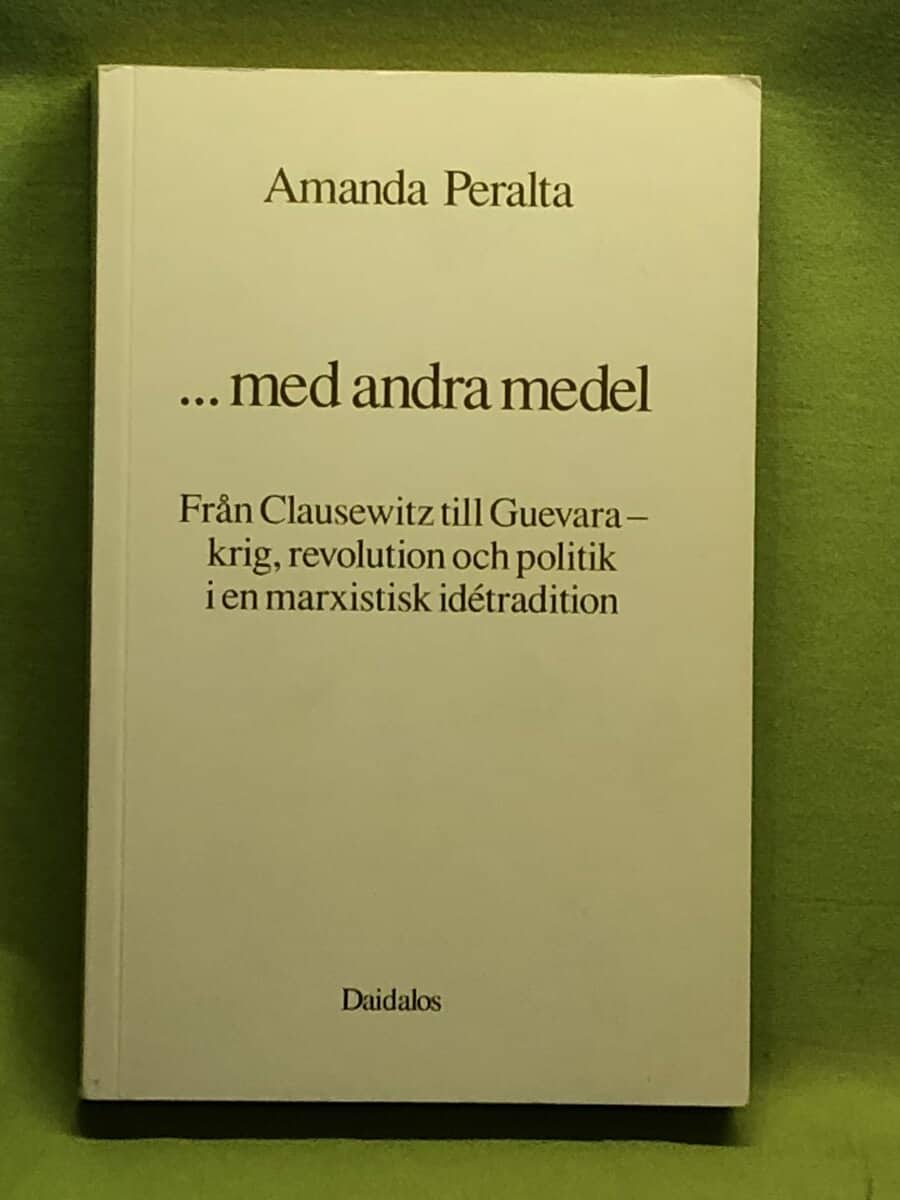 Amanda Peralta
... med andra medel
Från Clausewitz till Guevara –
krig, revolution och politik
i en marxistisk idétradition
Daidalos